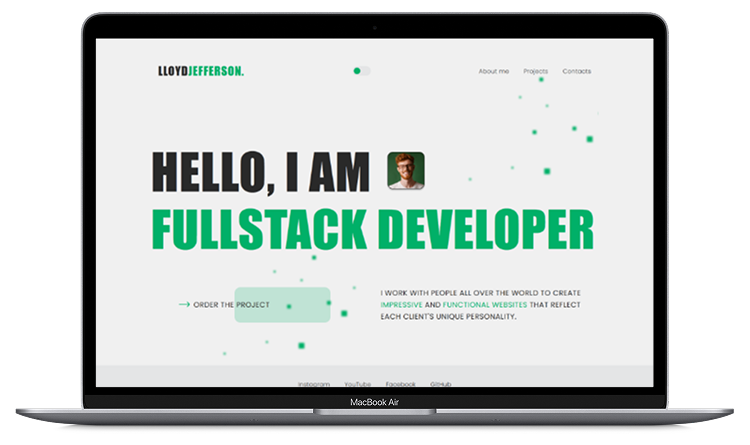 LLOYDJEFFERSON.
About me Projects Contacts
HELLO, I AM
FULLSTACK DEVELOPER
→ ORDER THE PROJECT
I WORK WITH PEOPLE ALL OVER THE WORLD TO CREATE
IMPRESSIVE AND FUNCTIONAL WEBSITES THAT REFLECT
EACH CLIENT'S UNIQUE PERSONALITY.
Instagram YouTube Facebook GitHub
MacBook Air